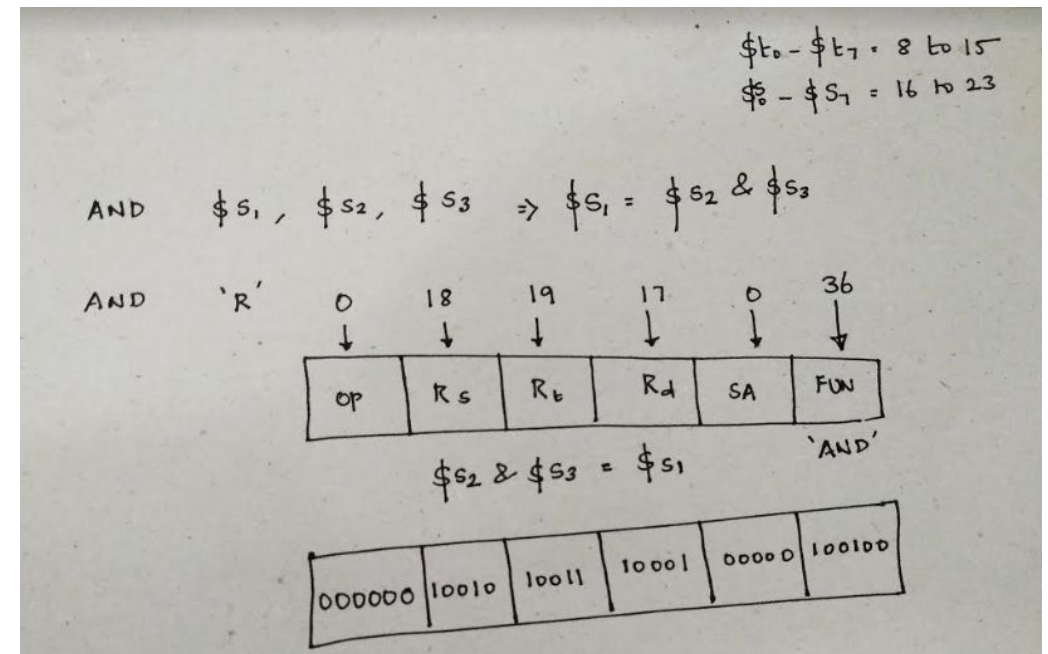 $t0 - $t7 = 8 to 15
$s0 - $S7 = 16 to 23
AND $S1, $S2, $S3 => $S1 = $S2 & $S3
AND 'R' 0 18 19 17 0 36
OP RS Rt Rd SA FUN
$S2 & $S3 = $S1 'AND'
000000 10010 10011 10001 00000 100100